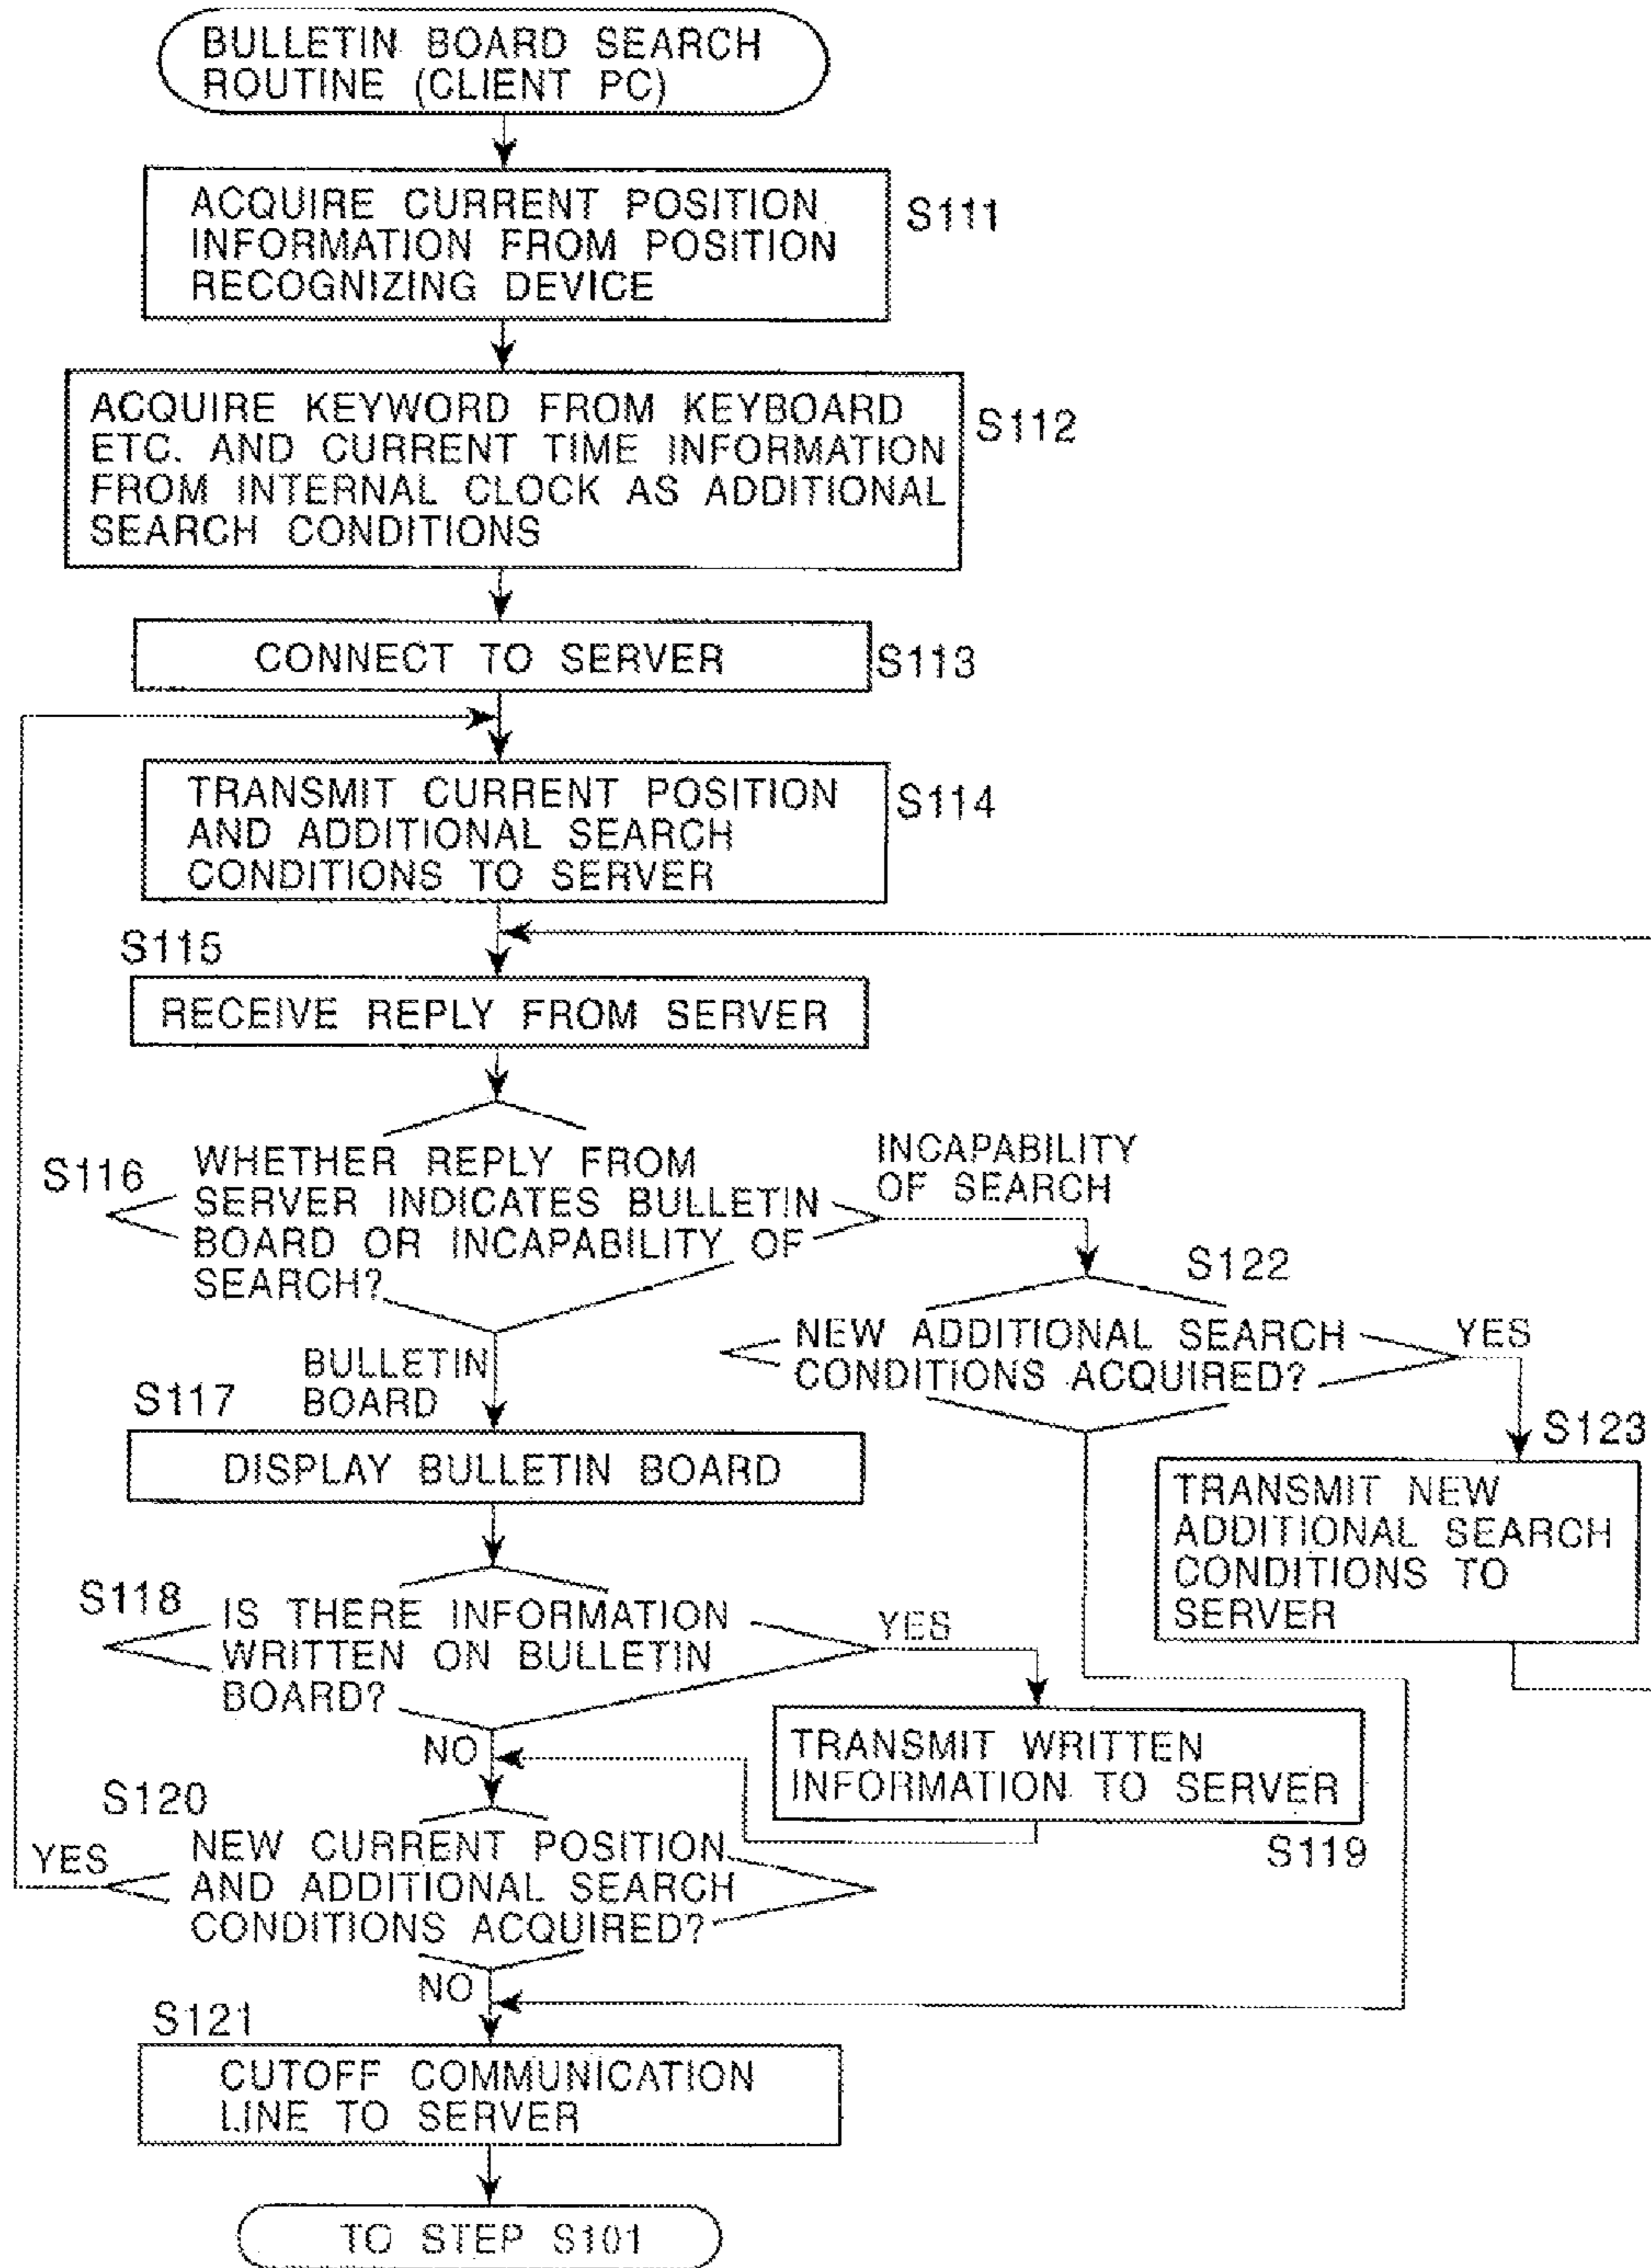 BULLETIN BOARD SEARCH
ROUTINE (CLIENT PC)
ACQUIRE CURRENT POSITION
INFORMATION FROM POSITION
RECOGNIZING DEVICE
S111
ACQUIRE KEYWORD FROM KEYBOARD
ETC. AND CURRENT TIME INFORMATION
FROM INTERNAL CLOCK AS ADDITIONAL
SEARCH CONDITIONS
S112
CONNECT TO SERVER
S113
TRANSMIT CURRENT POSITION
AND ADDITIONAL SEARCH
CONDITIONS TO SERVER
S114
S115
RECEIVE REPLY FROM SERVER
S116
WHETHER REPLY FROM
SERVER INDICATES BULLETIN
BOARD OR INCAPABILITY OF
SEARCH?
INCAPABILITY
OF SEARCH
S122
NEW ADDITIONAL SEARCH
CONDITIONS ACQUIRED?
YES
BULLETIN
BOARD
S117
DISPLAY BULLETIN BOARD
S123
TRANSMIT NEW
ADDITIONAL SEARCH
CONDITIONS TO
SERVER
S118
IS THERE INFORMATION
WRITTEN ON BULLETIN
BOARD?
YES
NO
TRANSMIT WRITTEN
INFORMATION TO SERVER
S119
S120
YES
NEW CURRENT POSITION
AND ADDITIONAL SEARCH
CONDITIONS ACQUIRED?
NO
S121
CUTOFF COMMUNICATION
LINE TO SERVER
TO STEP S101